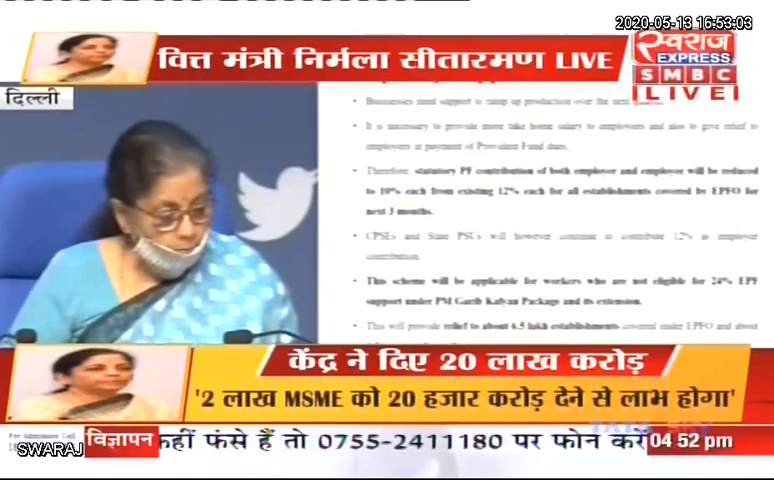 2020-05-13 16:53:03
वित्त मंत्री निर्मला सीतारमण LIVE
स्वराज
EXPRESS
SMBC
LIVE!
दिल्ली
Businesses need support to ramp up production over the next
It is necessary to provide more take home salary to employees and also to give relief to
employers in payment of Provident Fund dues.
Therefore, statutory PF contribution of both employer and employee will be reduced
to 10% each from existing 12% each for all establishments covered by EPFO for
next 3 months.
CPSEs and State PSUs will however continue to contribute 12% as employer
contribution.
This scheme will be applicable for workers who are not eligible for 24% EPF
support under PM Garib Kalyan Package and its extension.
This will provide relief to about 6.5 lakh establishments covered under EPFO and about
केंद्र ने दिए 20 लाख करोड़
'2 लाख MSME को 20 हजार करोड़ देने से लाभ होगा'
विज्ञापन कहीं फंसे हैं तो 0755-2411180 पर फोन करें 04 52 pm
SWARAJ